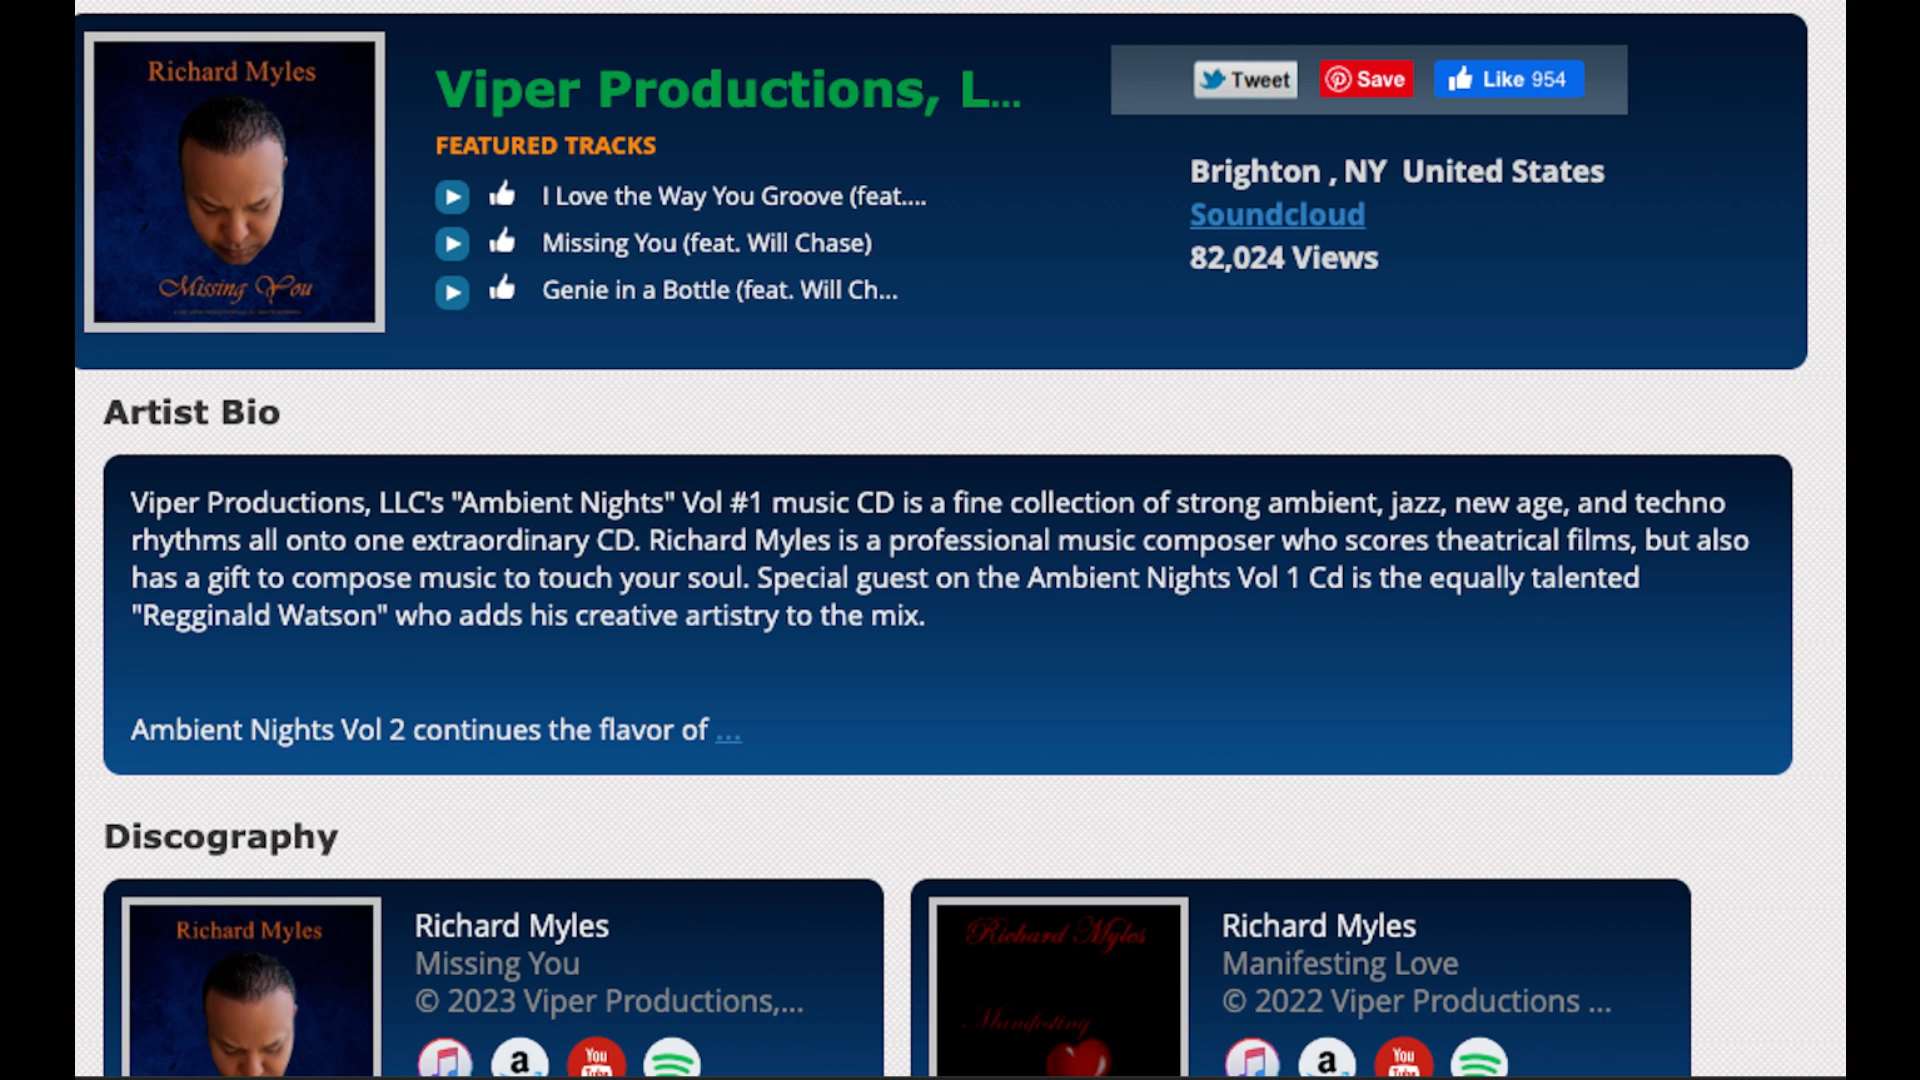 Richard Myles
Missing You
Viper Productions, L...
FEATURED TRACKS
I Love the Way You Groove (feat....
Missing You (feat. Will Chase)
Genie in a Bottle (feat. Will Ch...
Tweet
Save
Like 954
Brighton , NY United States
Soundcloud
82,024 Views
Artist Bio
Viper Productions, LLC's "Ambient Nights" Vol #1 music CD is a fine collection of strong ambient, jazz, new age, and techno
rhythms all onto one extraordinary CD. Richard Myles is a professional music composer who scores theatrical films, but also
has a gift to compose music to touch your soul. Special guest on the Ambient Nights Vol 1 Cd is the equally talented
"Regginald Watson" who adds his creative artistry to the mix.
Ambient Nights Vol 2 continues the flavor of ...
Discography
Richard Myles
Richard Myles
Missing You
© 2023 Viper Productions,...
a
You
Tube
Richard Myles
Manifesting
Richard Myles
Manifesting Love
© 2022 Viper Productions ...
a
You
Tube